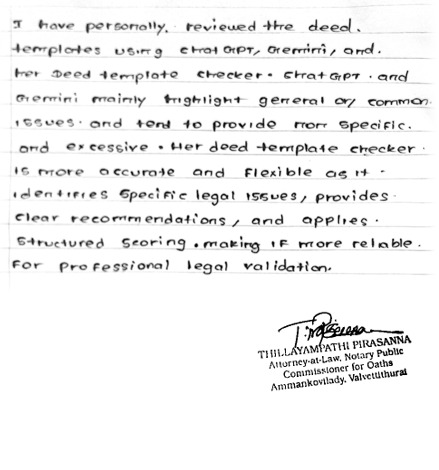 I have personally. reviewed the deed.
templates using ChatGPT, Gemini, and.
her Deed template checker. ChatGPT. and
Gemini mainly highlight general or common
issues. and tend to provide non specific.
and excessive. Her deed template checker.
is more accurate and flexible as it.
identifies specific legal issues, provides.
clear recommendations, and applies.
structured scoring. making it more reliable.
for professional legal validation.
THILLAYAMPATHI PIRASANNA
Attorney-at-Law, Notary Public
Commissioner for Oaths
Ammankovilady, Valvettithurai